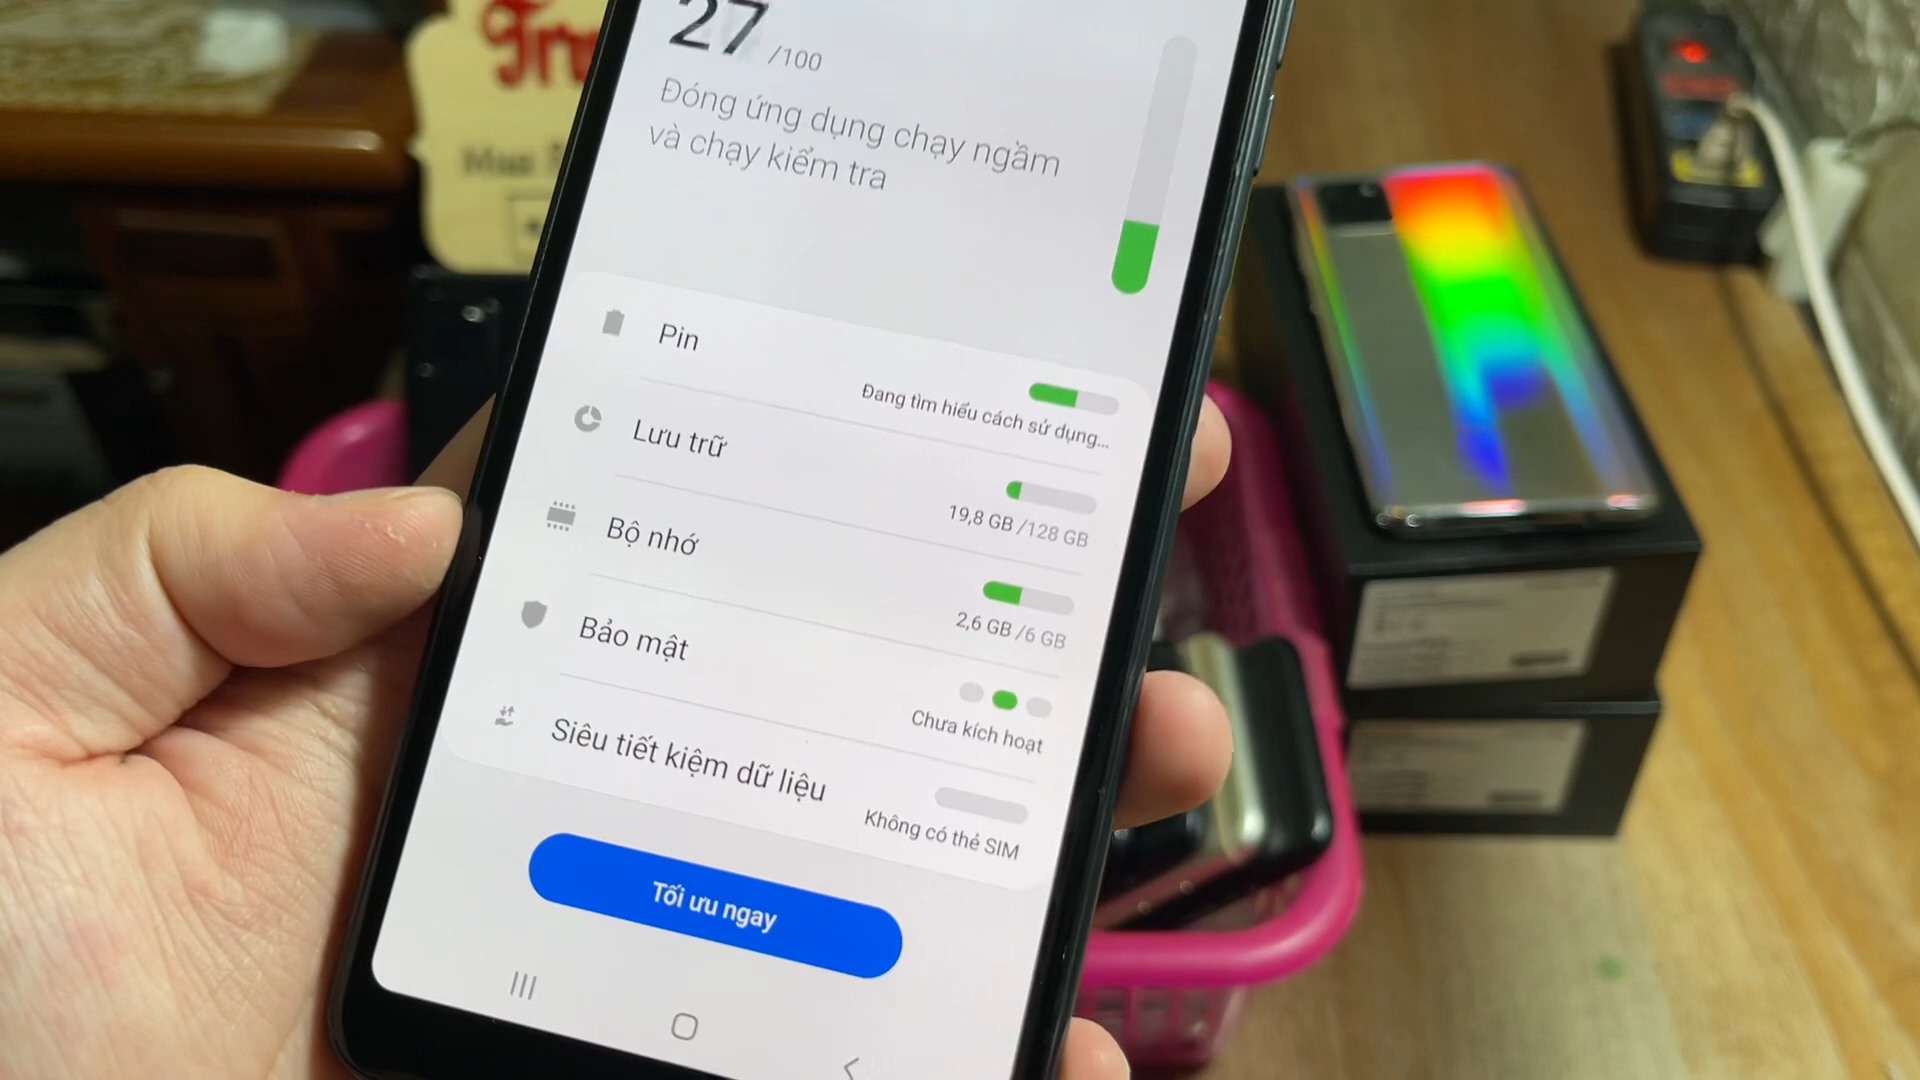 27 /100
Đóng ứng dụng chạy ngầm
và chạy kiểm tra
Pin
Đang tìm hiểu cách sử dụng...
Lưu trữ
19,8 GB /128 GB
Bộ nhớ
2,6 GB /6 GB
Bảo mật
Chưa kích hoạt
Siêu tiết kiệm dữ liệu
Không có thẻ SIM
Tối ưu ngay